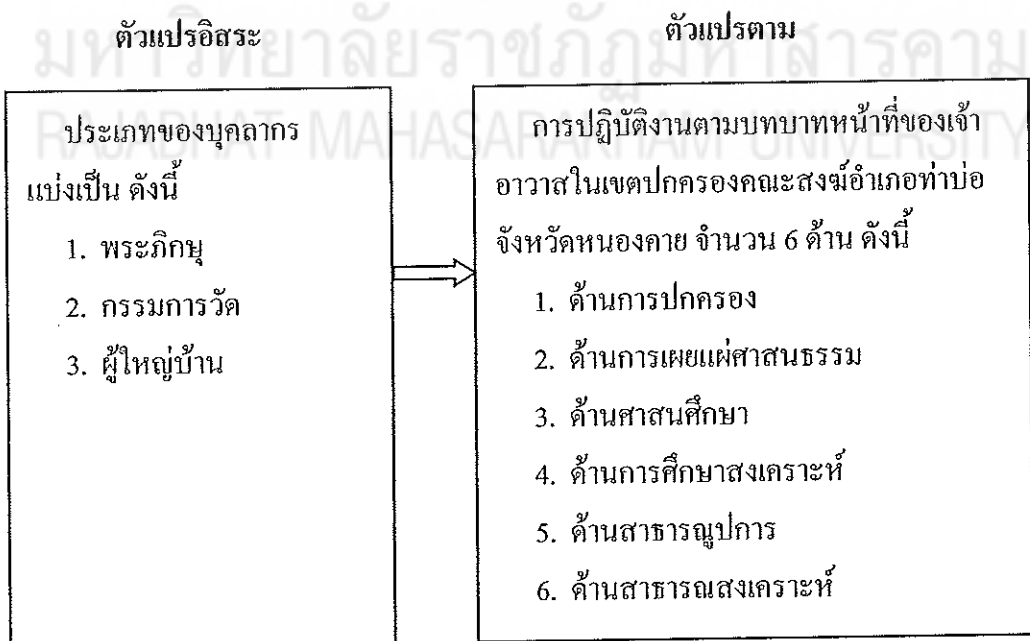 มหาวิทยาลัยราชภัฏมหาสารคาม
RAJABHAT MAHASARAKHAM UNIVERSITY
ตัวแปรอิสระ
ประเภทของบุคลากร
แบ่งเป็น ดังนี้
1. พระภิกษุ
2. กรรมการวัด
3. ผู้ใหญ่บ้าน
ตัวแปรตาม
การปฏิบัติงานตามบทบาทหน้าที่ของเจ้า
อาวาสในเขตปกครองคณะสงฆ์อำเภอท่าบ่อ
จังหวัดหนองคาย จำนวน 6 ด้าน ดังนี้
1. ด้านการปกครอง
2. ด้านการเผยแผ่ศาสนธรรม
3. ด้านศาสนศึกษา
4. ด้านการศึกษาสงเคราะห์
5. ด้านสาธารณูปการ
6. ด้านสาธารณสงเคราะห์